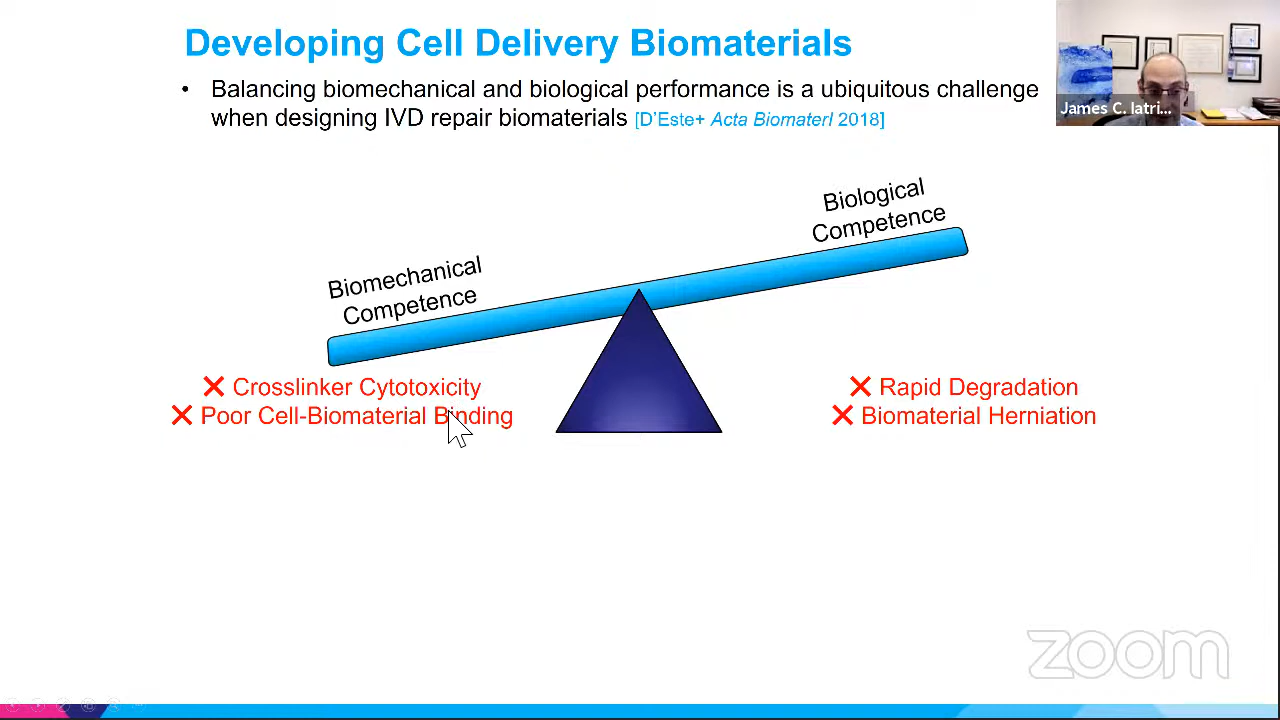 Developing Cell Delivery Biomaterials
• Balancing biomechanical and biological performance is a ubiquitous challenge
when designing IVD repair biomaterials [D'Este+ Acta Biomaterl 2018]
James C. Iatri...
Biological
Competence
Biomechanical
Competence
❌ Crosslinker Cytotoxicity
❌ Poor Cell-Biomaterial Binding
❌ Rapid Degradation
❌ Biomaterial Herniation
zoom